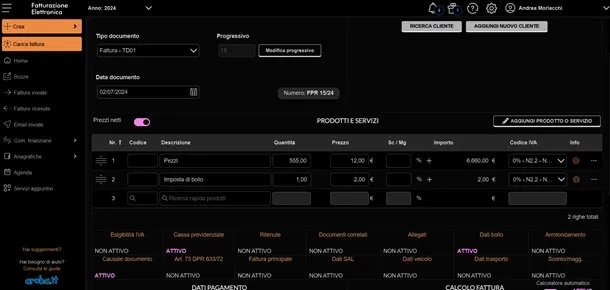 Fatturazione Elettronica
Anno: 2024
Andrea Morlacchi
Crea
Carica fattura
Home
Bozze
Fatture inviate
Fatture ricevute
Email inviate
Com. finanziarie
Anagrafiche
Agenda
Servizi aggiuntivi
Hai suggerimenti?
Hai bisogno di aiuto?
Consulta le guide
aruba.it
RICERCA CLIENTE
AGGIUNGI NUOVO CLIENTE
Tipo documento
Progressivo
Fattura - TD01
15
Modifica progressivo
Data documento
02/07/2024
Numero: FPR 15/24
Prezzi netti
PRODOTTI E SERVIZI
AGGIUNGI PRODOTTO O SERVIZIO
Nr. ↑ Codice Descrizione Quantità Prezzo Sc / Mg Importo Codice IVA Info
1 Pezzi 555,00 12,00 € % + 6.660,00 € 0% - N2.2 - N...
2 Imposta di bollo 1,00 2,00 € % + 2,00 € 0% - N2.2 - N...
3 Ricerca rapida prodotti € % €
2 righe totali
Esigibilità IVA Cassa previdenziale Ritenute Documenti correlati Allegati Dati bollo Arrotondamento
NON ATTIVO ATTIVO NON ATTIVO NON ATTIVO NON ATTIVO ATTIVO NON ATTIVO
Causale documento Art. 73 DPR 633/72 Fattura principale Dati SAL Dati veicolo Dati trasporto Sconto/magg.
ATTIVO NON ATTIVO NON ATTIVO NON ATTIVO NON ATTIVO NON ATTIVO NON ATTIVO
Calcolatore automatico
DATI PAGAMENTO
CALCOLO FATTURA